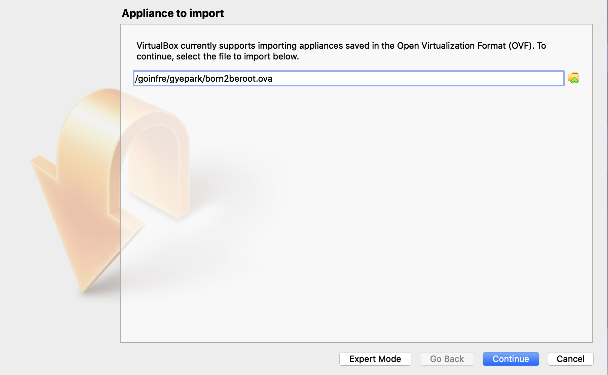 Appliance to import
VirtualBox currently supports importing appliances saved in the Open Virtualization Format (OVF). To
continue, select the file to import below.
/goinfre/gyepark/born2beroot.ova
Expert Mode
Go Back
Continue
Cancel